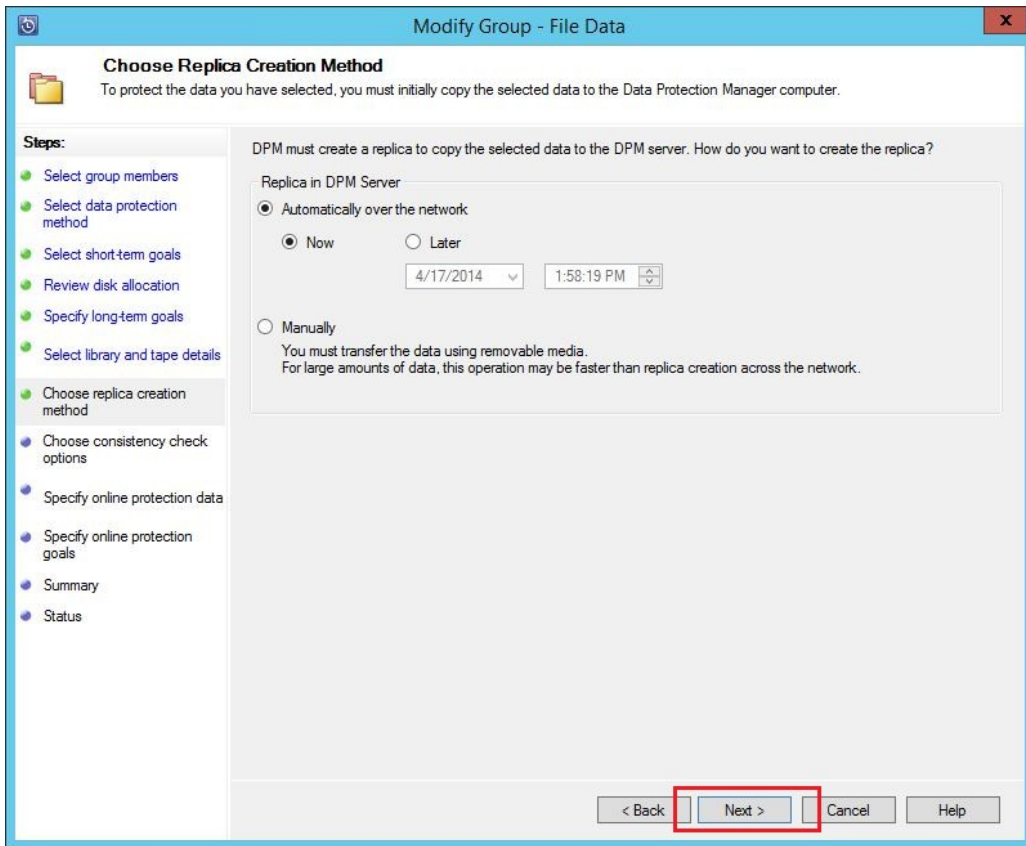 Modify Group - File Data
x
Choose Replica Creation Method
To protect the data you have selected, you must initially copy the selected data to the Data Protection Manager computer.
Steps:
Select group members
Select data protection
method
Select short-term goals
Review disk allocation
Specify long-term goals
Select library and tape details
Choose replica creation
method
Choose consistency check
options
Specify online protection data
Specify online protection
goals
Summary
Status
DPM must create a replica to copy the selected data to the DPM server. How do you want to create the replica?
Replica in DPM Server
Automatically over the network
Now Later
4/17/2014 1:58:19 PM
Manually
You must transfer the data using removable media.
For large amounts of data, this operation may be faster than replica creation across the network.
< Back Next > Cancel Help